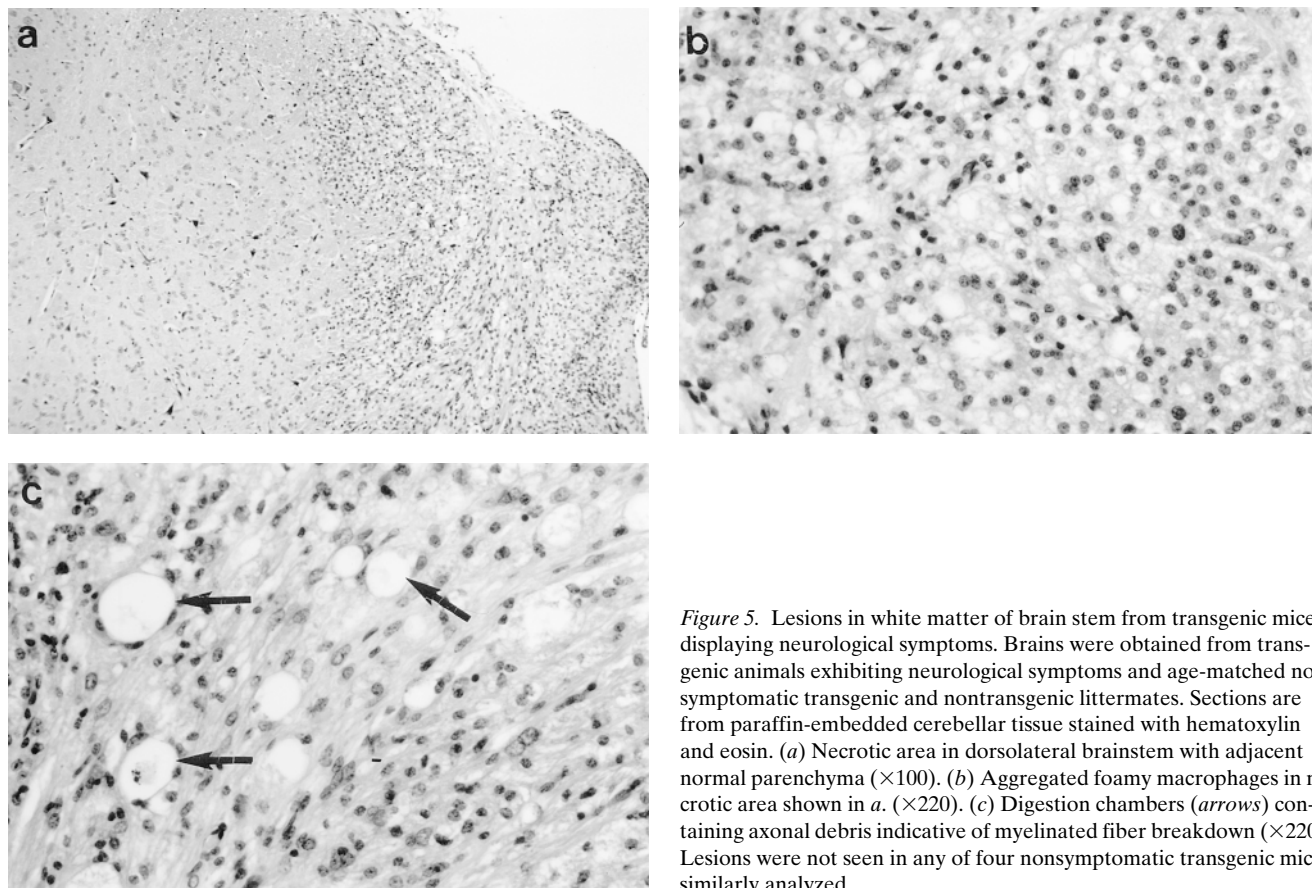 a
b
c
Figure 5. Lesions in white matter of brain stem from transgenic mice
displaying neurological symptoms. Brains were obtained from trans-
genic animals exhibiting neurological symptoms and age-matched no
symptomatic transgenic and nontransgenic littermates. Sections are
from paraffin-embedded cerebellar tissue stained with hematoxylin
and eosin. (a) Necrotic area in dorsolateral brainstem with adjacent
normal parenchyma (×100). (b) Aggregated foamy macrophages in n
crotic area shown in a. (×220). (c) Digestion chambers (arrows) con-
taining axonal debris indicative of myelinated fiber breakdown (×220
Lesions were not seen in any of four nonsymptomatic transgenic mic
similarly analyzed.